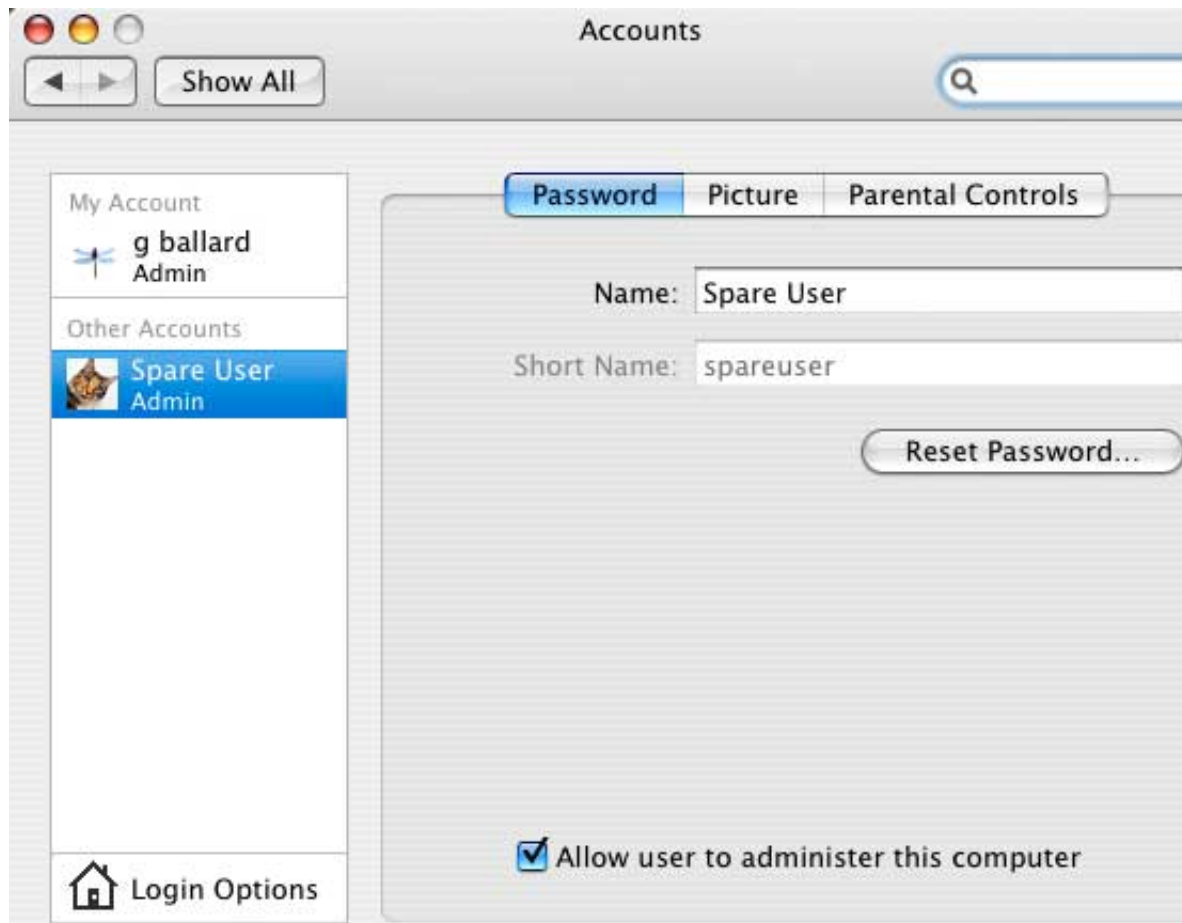 Accounts
Show All
My Account
g ballard
Admin
Other Accounts
Spare User
Admin
Login Options
Password Picture Parental Controls
Name: Spare User
Short Name: spareuser
Reset Password...
Allow user to administer this computer